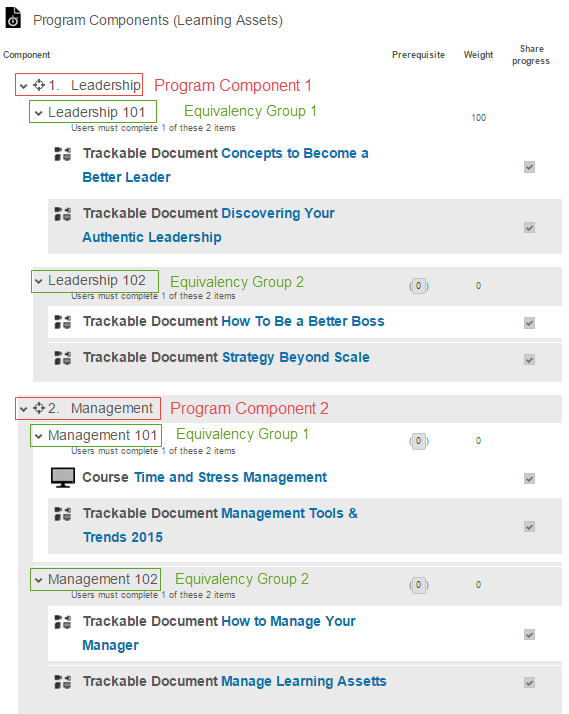 Program Components (Learning Assets)
Component Prerequisite Weight Share progress
1. Leadership Program Component 1
Leadership 101 Equivalency Group 1
Users must complete 1 of these 2 items 100
Trackable Document Concepts to Become a
Better Leader
Trackable Document Discovering Your
Authentic Leadership
Leadership 102 Equivalency Group 2
Users must complete 1 of these 2 items (0) 0
Trackable Document How To Be a Better Boss
Trackable Document Strategy Beyond Scale
2. Management Program Component 2
Management 101 Equivalency Group 1
Users must complete 1 of these 2 items (0) 0
Course Time and Stress Management
Trackable Document Management Tools &
Trends 2015
Management 102 Equivalency Group 2
Users must complete 1 of these 2 items (0) 0
Trackable Document How to Manage Your
Manager
Trackable Document Manage Learning Assetts